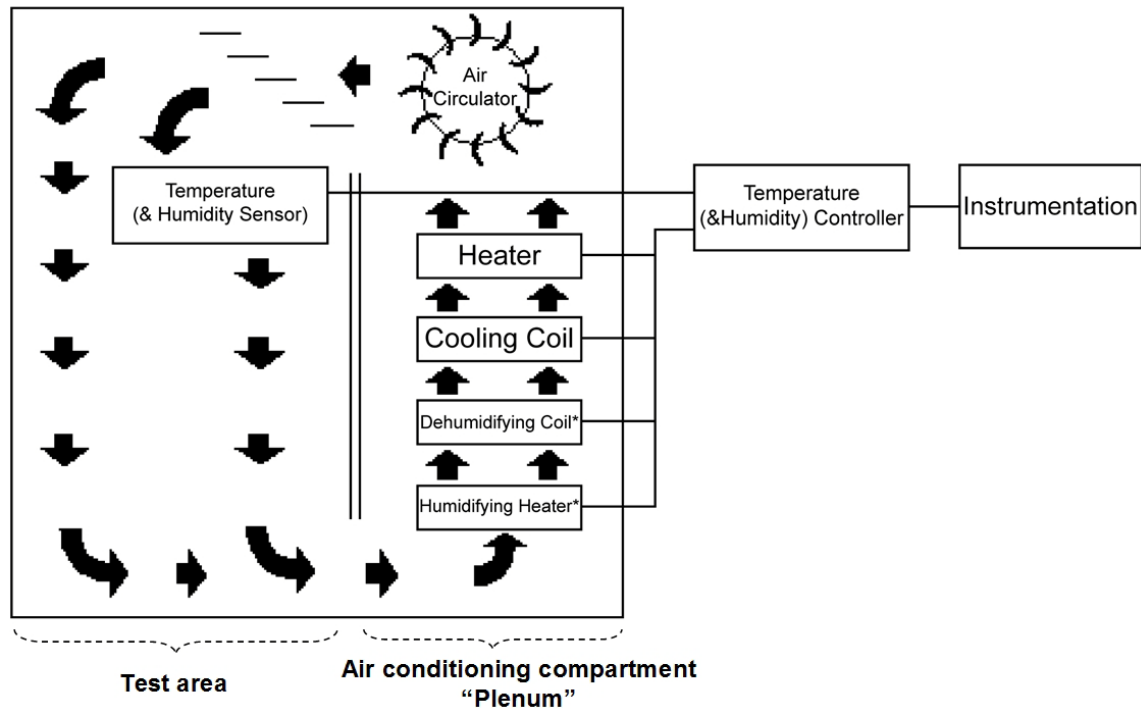 Air
Circulator
Temperature
(& Humidity Sensor)
Temperature
(&Humidity) Controller
Instrumentation
Heater
Cooling Coil
Dehumidifying Coil*
Humidifying Heater*
Test area
Air conditioning compartment
“Plenum”